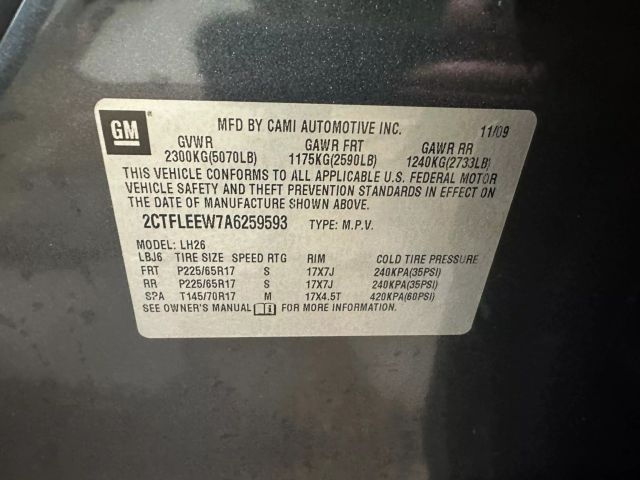 GM
MFD BY CAMI AUTOMOTIVE INC. 11/09
GVWR GAWR FRT GAWR RR
2300KG(5070LB) 1175KG(2590LB) 1240KG(2733LB)
THIS VEHICLE CONFORMS TO ALL APPLICABLE U.S. FEDERAL MOTOR
VEHICLE SAFETY AND THEFT PREVENTION STANDARDS IN EFFECT ON
THE DATE OF MANUFACTURE SHOWN ABOVE.
2CTFLEEW7A6259593 TYPE: M.P.V.
MODEL: LH26
LBJ6 TIRE SIZE SPEED RTG RIM COLD TIRE PRESSURE
FRT P225/65R17 S 17X7J 240KPA(35PSI)
RR P225/65R17 S 17X7J 240KPA(35PSI)
SPA T145/70R17 M 17X4.5T 420KPA(60PSI)
SEE OWNER'S MANUAL FOR MORE INFORMATION.